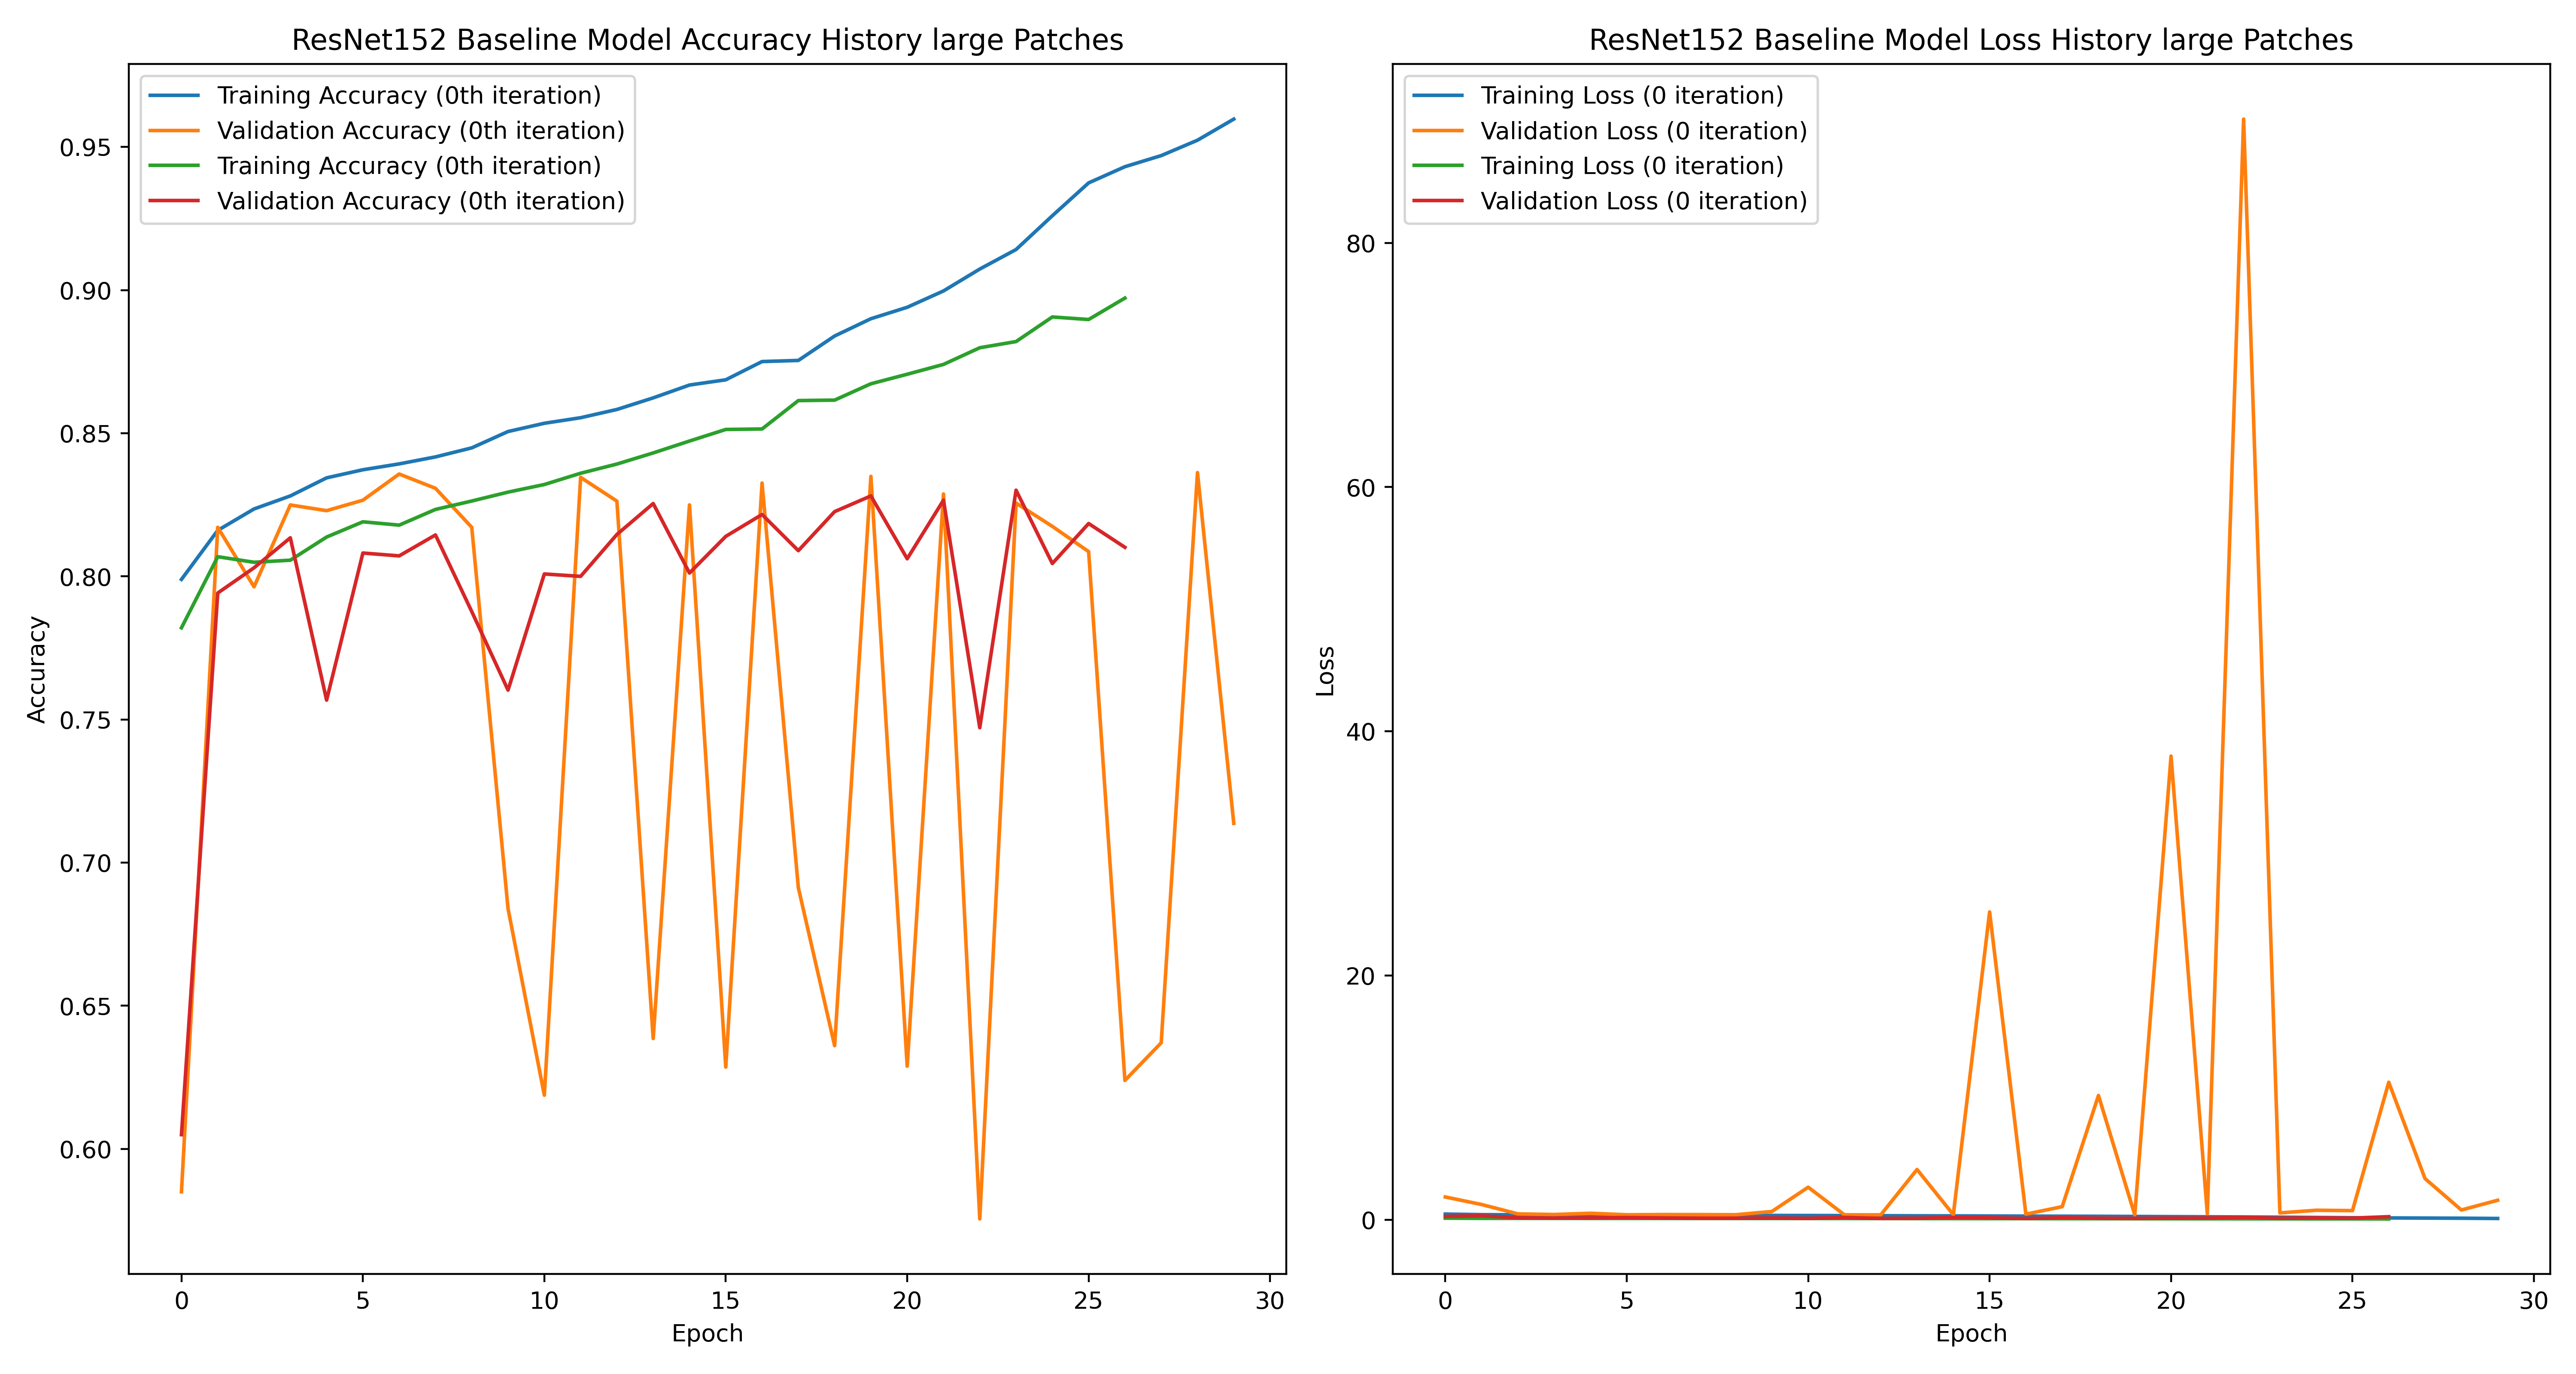 ResNet152 Baseline Model Accuracy History large Patches
Training Accuracy (0th iteration)
Validation Accuracy (0th iteration)
Training Accuracy (0th iteration)
Validation Accuracy (0th iteration)
Accuracy
0.95
0.90
0.85
0.80
0.75
0.70
0.65
0.60
0 5 10 15 20 25 30
Epoch
ResNet152 Baseline Model Loss History large Patches
Training Loss (0 iteration)
Validation Loss (0 iteration)
Training Loss (0 iteration)
Validation Loss (0 iteration)
Loss
80
60
40
20
0
0 5 10 15 20 25 30
Epoch